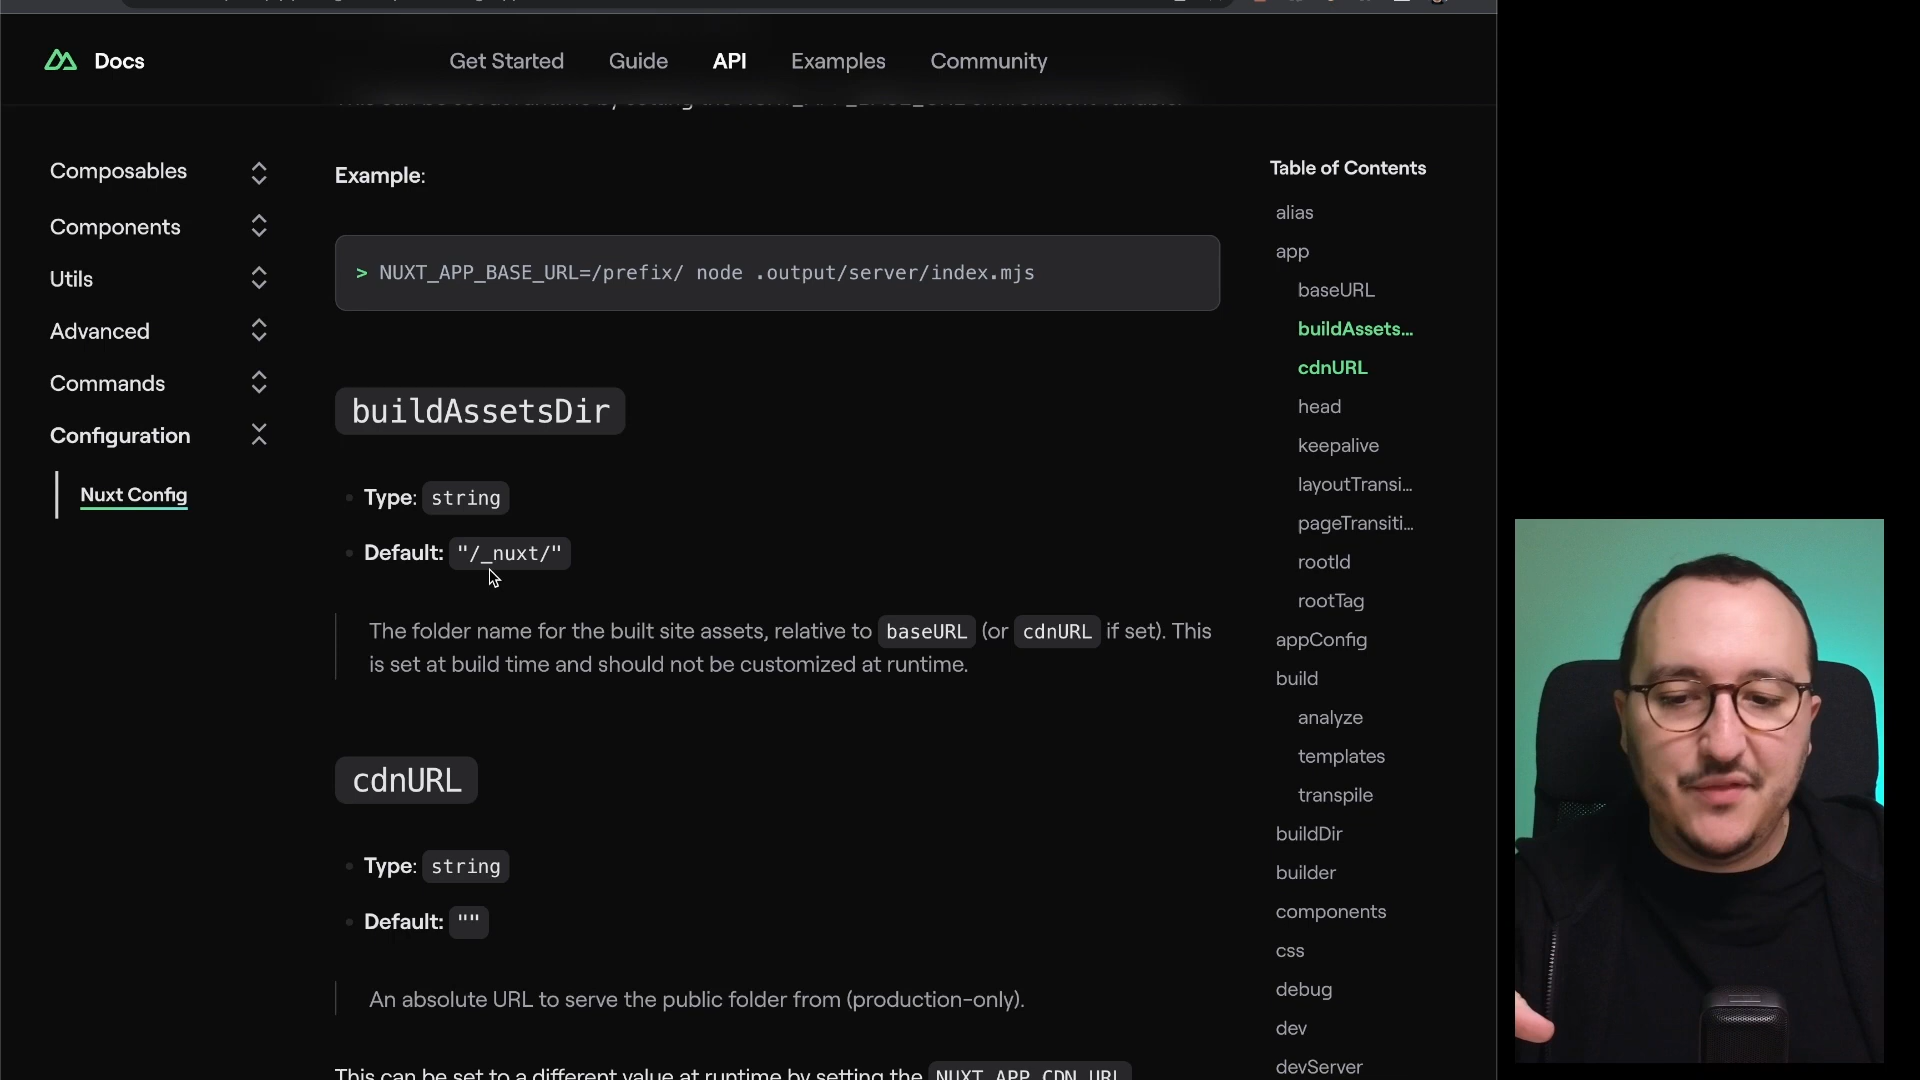 Docs
Get Started
Guide
API
Examples
Community
Composables
Components
Utils
Advanced
Commands
Configuration
Nuxt Config
Example:
> NUXT_APP_BASE_URL=/prefix/ node .output/server/index.mjs
buildAssetsDir
Type: string
Default: "/_nuxt/"
The folder name for the built site assets, relative to baseURL (or cdnURL if set). This
is set at build time and should not be customized at runtime.
cdnURL
Type: string
Default: ""
An absolute URL to serve the public folder from (production-only).
This can be set to a different value at runtime by setting the NUXT_APP_CDN_URL
Table of Contents
alias
app
baseURL
buildAssets…
cdnURL
head
keepalive
layoutTransi…
pageTransiti…
rootId
rootTag
appConfig
build
analyze
templates
transpile
buildDir
builder
components
css
debug
dev
devServer